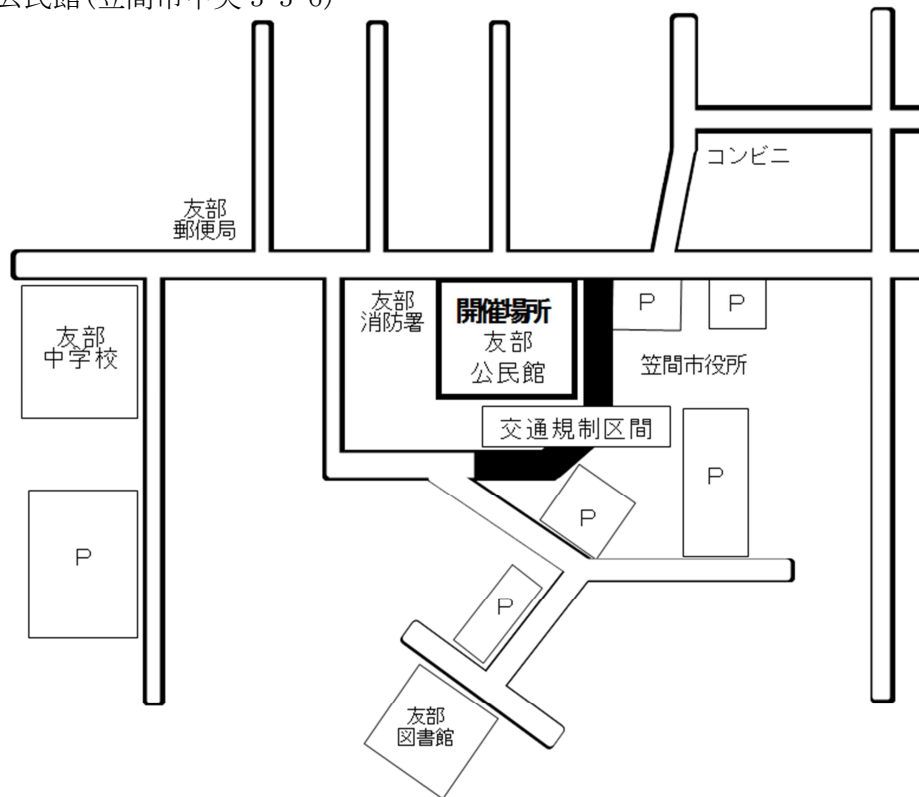 公民館(笠間市中央 3-3-6)
コンビニ
友部
郵便局
友部
中学校
友部
消防署
開催場所
友部
公民館
P
P
笠間市役所
交通規制区間
P
P
P
P
友部
図書館